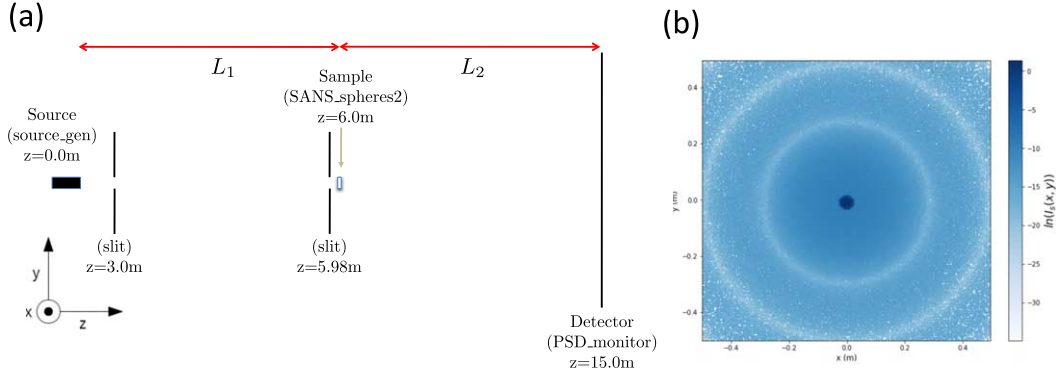 (a)
L₁
L₂
Sample
(SANS_spheres2)
z=6.0m
Source
(source_gen)
z=0.0m
(slit)
z=3.0m
(slit)
z=5.98m
y
x
z
Detector
(PSD_monitor)
z=15.0m
(b)
0.4
0.2
0.0
−0.2
−0.4
y (m)
−0.4 −0.2 0.0 0.2 0.4
x (m)
0
−5
−10
−15
−20
−25
−30
ln(Iₛ(x, y))